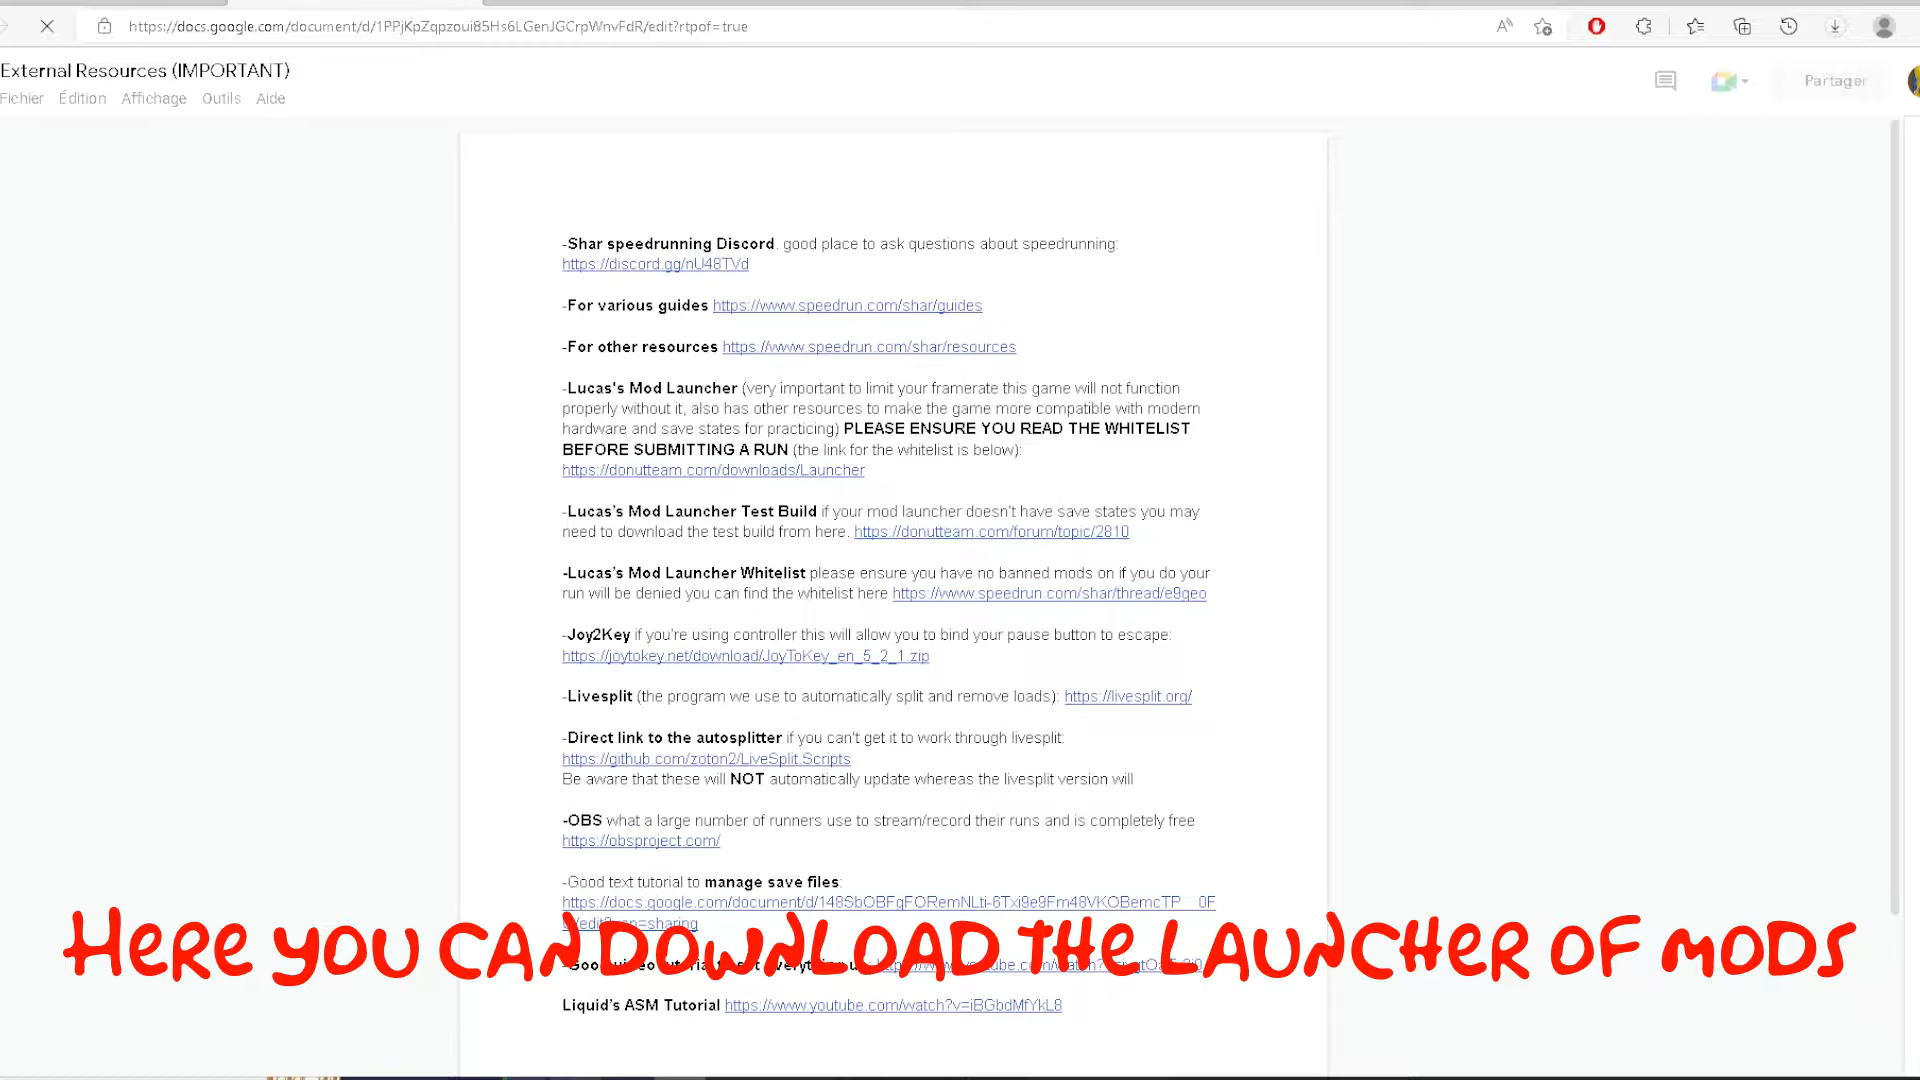 https://docs.google.com/document/d/1PPjKpZqpzoui85Hs6LGenJGCrpWnvFdR/edit?rtpof=true
External Resources (IMPORTANT)
Fichier Édition Affichage Outils Aide
Partager
-Shar speedrunning Discord, good place to ask questions about speedrunning:
https://discord.gg/nU48TVd
-For various guides https://www.speedrun.com/shar/guides
-For other resources https://www.speedrun.com/shar/resources
-Lucas's Mod Launcher (very important to limit your framerate this game will not function
properly without it, also has other resources to make the game more compatible with modern
hardware and save states for practicing) PLEASE ENSURE YOU READ THE WHITELIST
BEFORE SUBMITTING A RUN (the link for the whitelist is below):
https://donutteam.com/downloads/Launcher
-Lucas's Mod Launcher Test Build if your mod launcher doesn't have save states you may
need to download the test build from here. https://donutteam.com/forum/topic/2810
-Lucas's Mod Launcher Whitelist please ensure you have no banned mods on if you do your
run will be denied you can find the whitelist here https://www.speedrun.com/shar/thread/e9qeo
-Joy2Key if you're using controller this will allow you to bind your pause button to escape:
https://joytokey.net/download/JoyToKey_en_5_2_1.zip
-Livesplit (the program we use to automatically split and remove loads): https://livesplit.org/
-Direct link to the autosplitter if you can't get it to work through livesplit:
https://github.com/zoton2/LiveSplit.Scripts
Be aware that these will NOT automatically update whereas the livesplit version will
-OBS what a large number of runners use to stream/record their runs and is completely free
https://obsproject.com/
-Good text tutorial to manage save files:
https://docs.google.com/document/d/148SbOBFgFORemNLti-6Txi9e9Fm48VKOBemcTP__0F
HERE YOU CAN DOWNLOAD THE LAUNCHER OF MODS
Liquid's ASM Tutorial https://www.youtube.com/watch?v=iBGbdMfYkL8